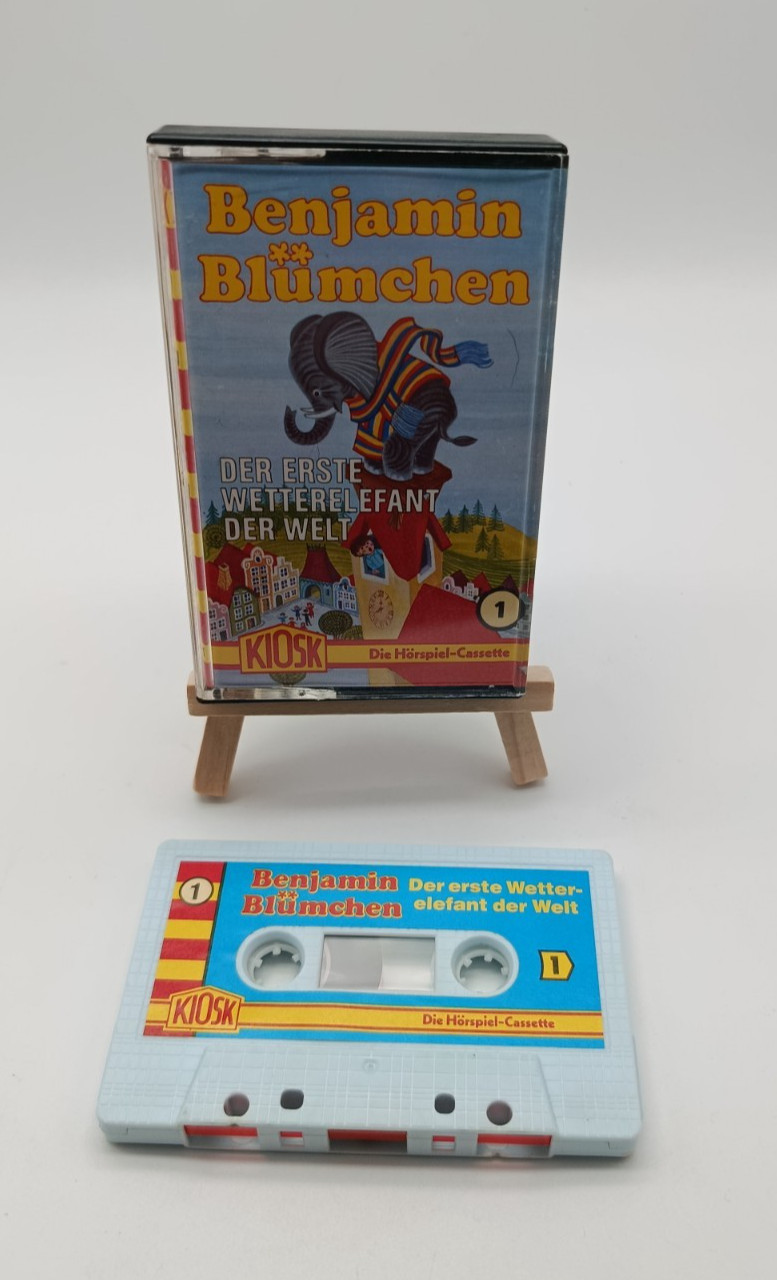 Benjamin
Blümchen
DER ERSTE
WETTERELEFANT
DER WELT
1
KIOSK
Die Hörspiel-Cassette
1
Benjamin
Blümchen
Der erste Wetter-
elefant der Welt
1
KIOSK
Die Hörspiel-Cassette